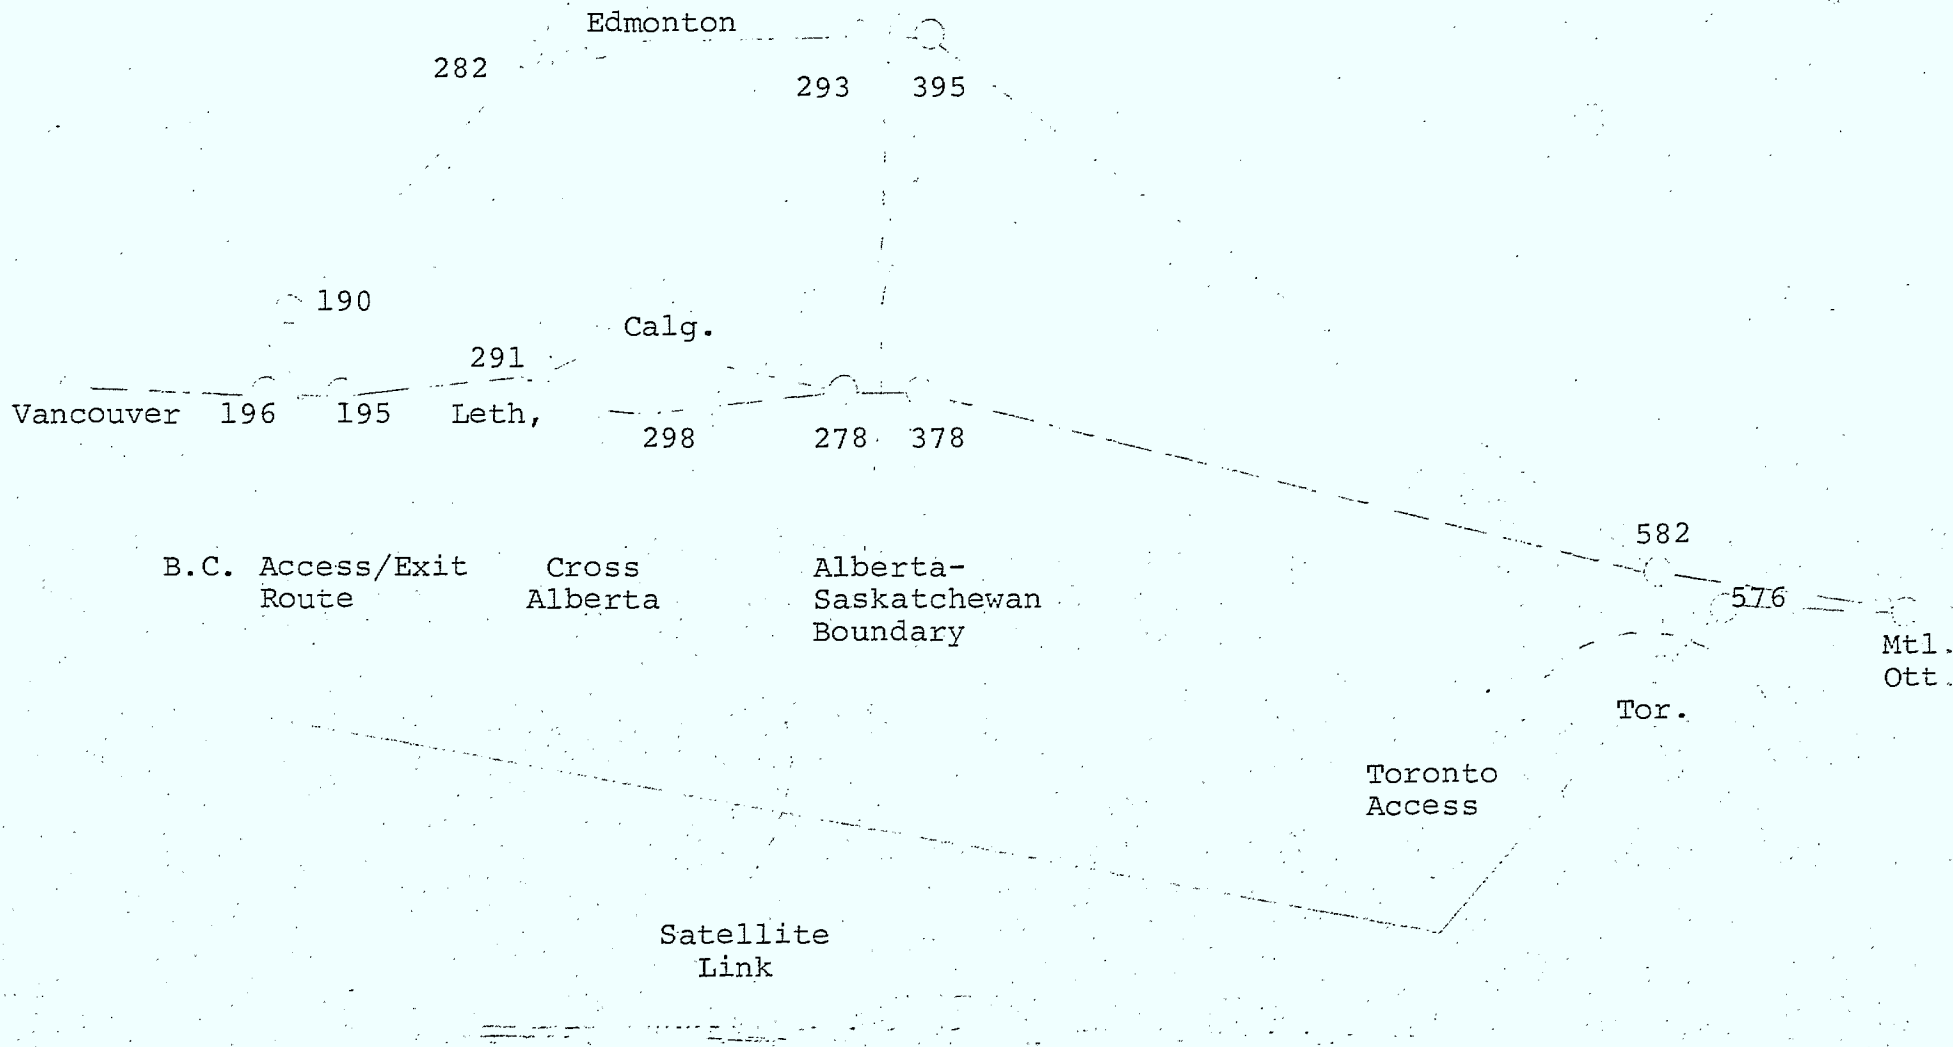 Edmonton
282
293 395
190
Calg.
291
Vancouver 196 195 Leth,
298 278 378
582
B.C. Access/Exit
Route
Cross
Alberta
Alberta-
Saskatchewan
Boundary
576
Mtl.
Ott.
Tor.
Toronto
Access
Satellite
Link